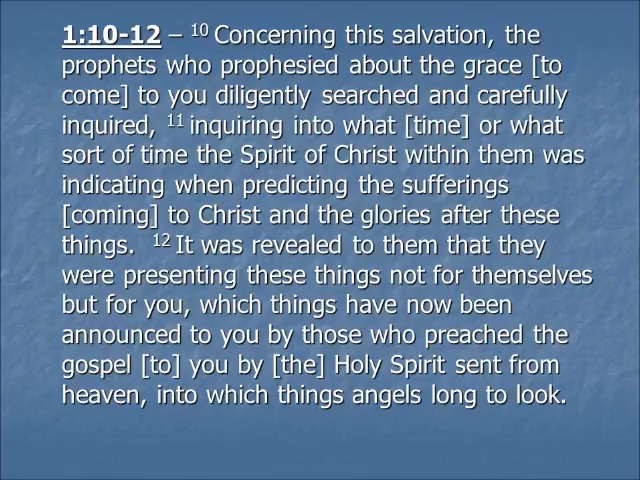 1:10-12 – 10 Concerning this salvation, the
prophets who prophesied about the grace [to
come] to you diligently searched and carefully
inquired, 11 inquiring into what [time] or what
sort of time the Spirit of Christ within them was
indicating when predicting the sufferings
[coming] to Christ and the glories after these
things. 12 It was revealed to them that they
were presenting these things not for themselves
but for you, which things have now been
announced to you by those who preached the
gospel [to] you by [the] Holy Spirit sent from
heaven, into which things angels long to look.